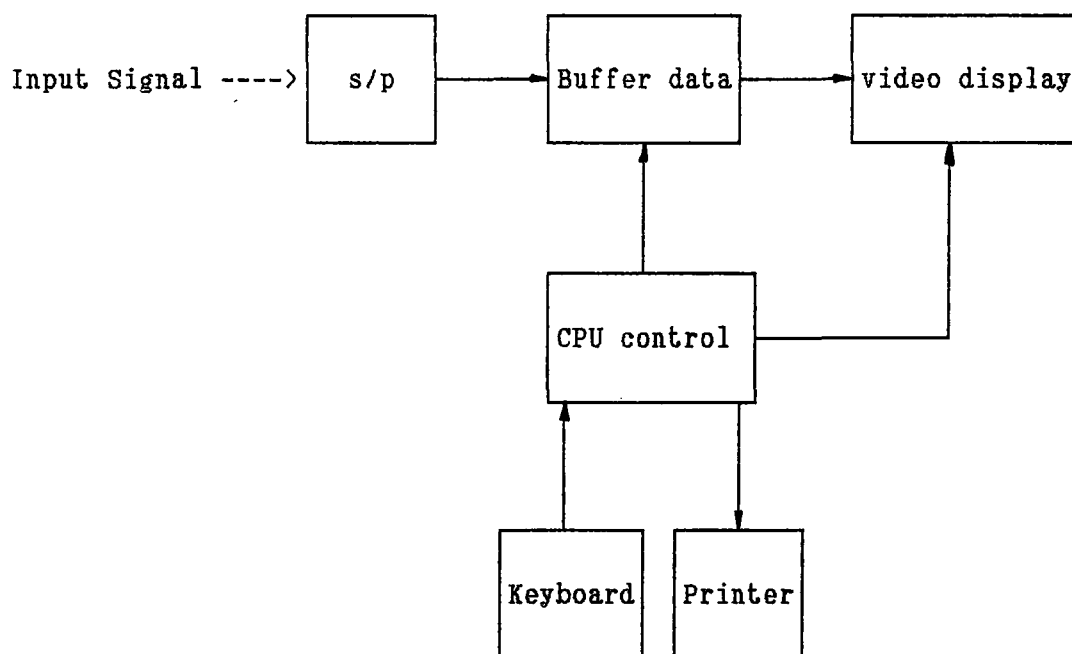 Input Signal ---->
s/p
Buffer data
video display
CPU control
Keyboard
Printer